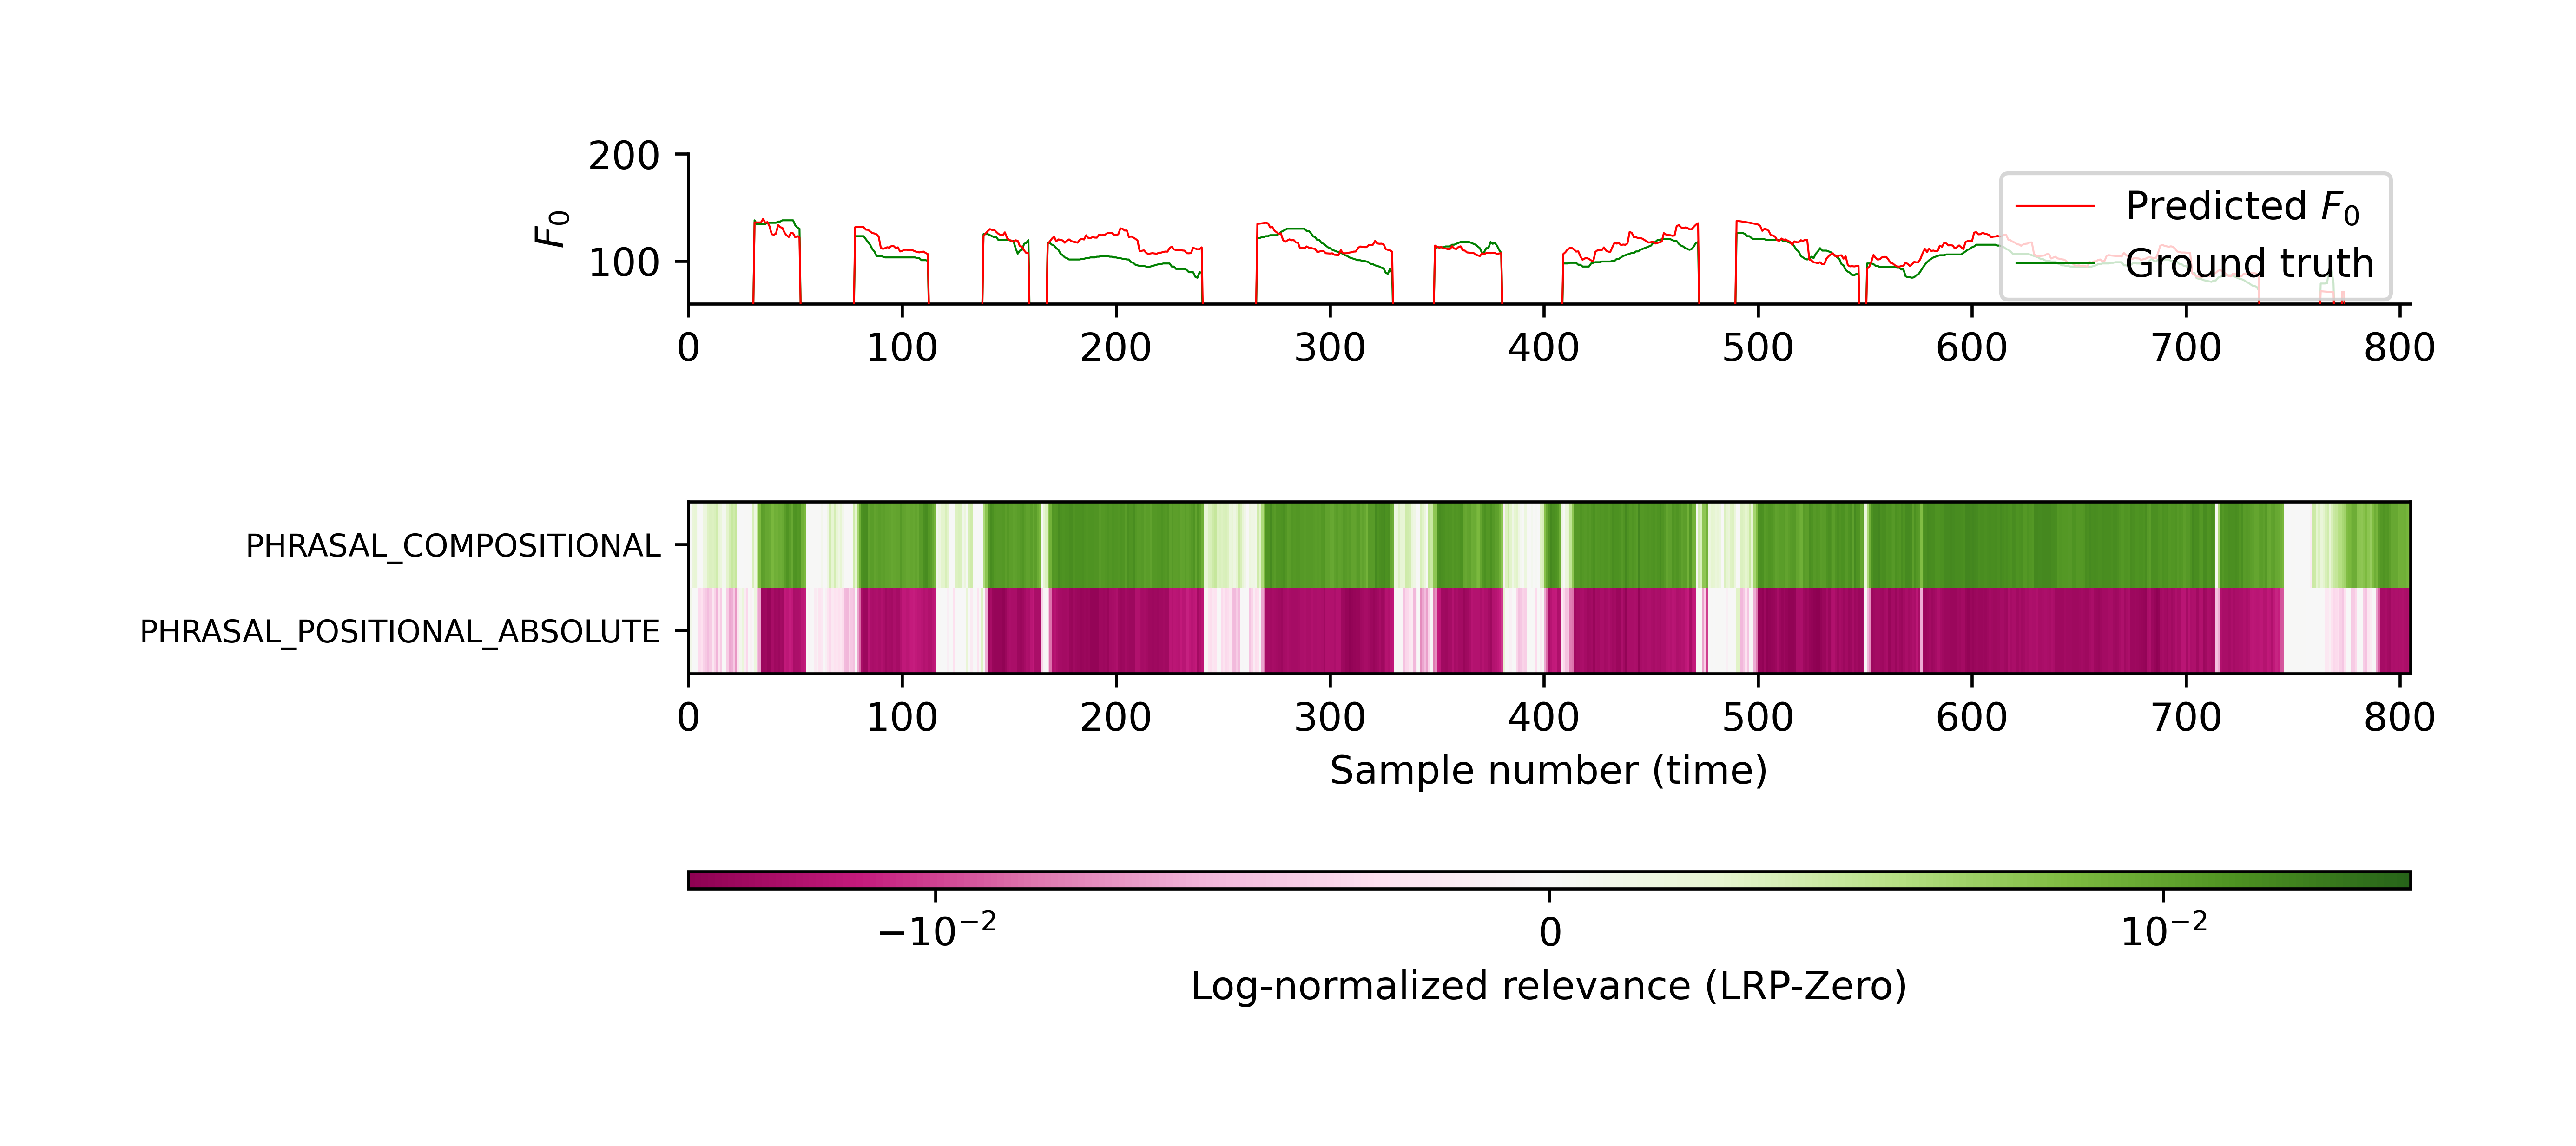 200
100
F₀
Predicted F₀
Ground truth
0 100 200 300 400 500 600 700 800
PHRASAL_COMPOSITIONAL
PHRASAL_POSITIONAL_ABSOLUTE
0 100 200 300 400 500 600 700 800
Sample number (time)
−10⁻² 0 10⁻²
Log-normalized relevance (LRP-Zero)